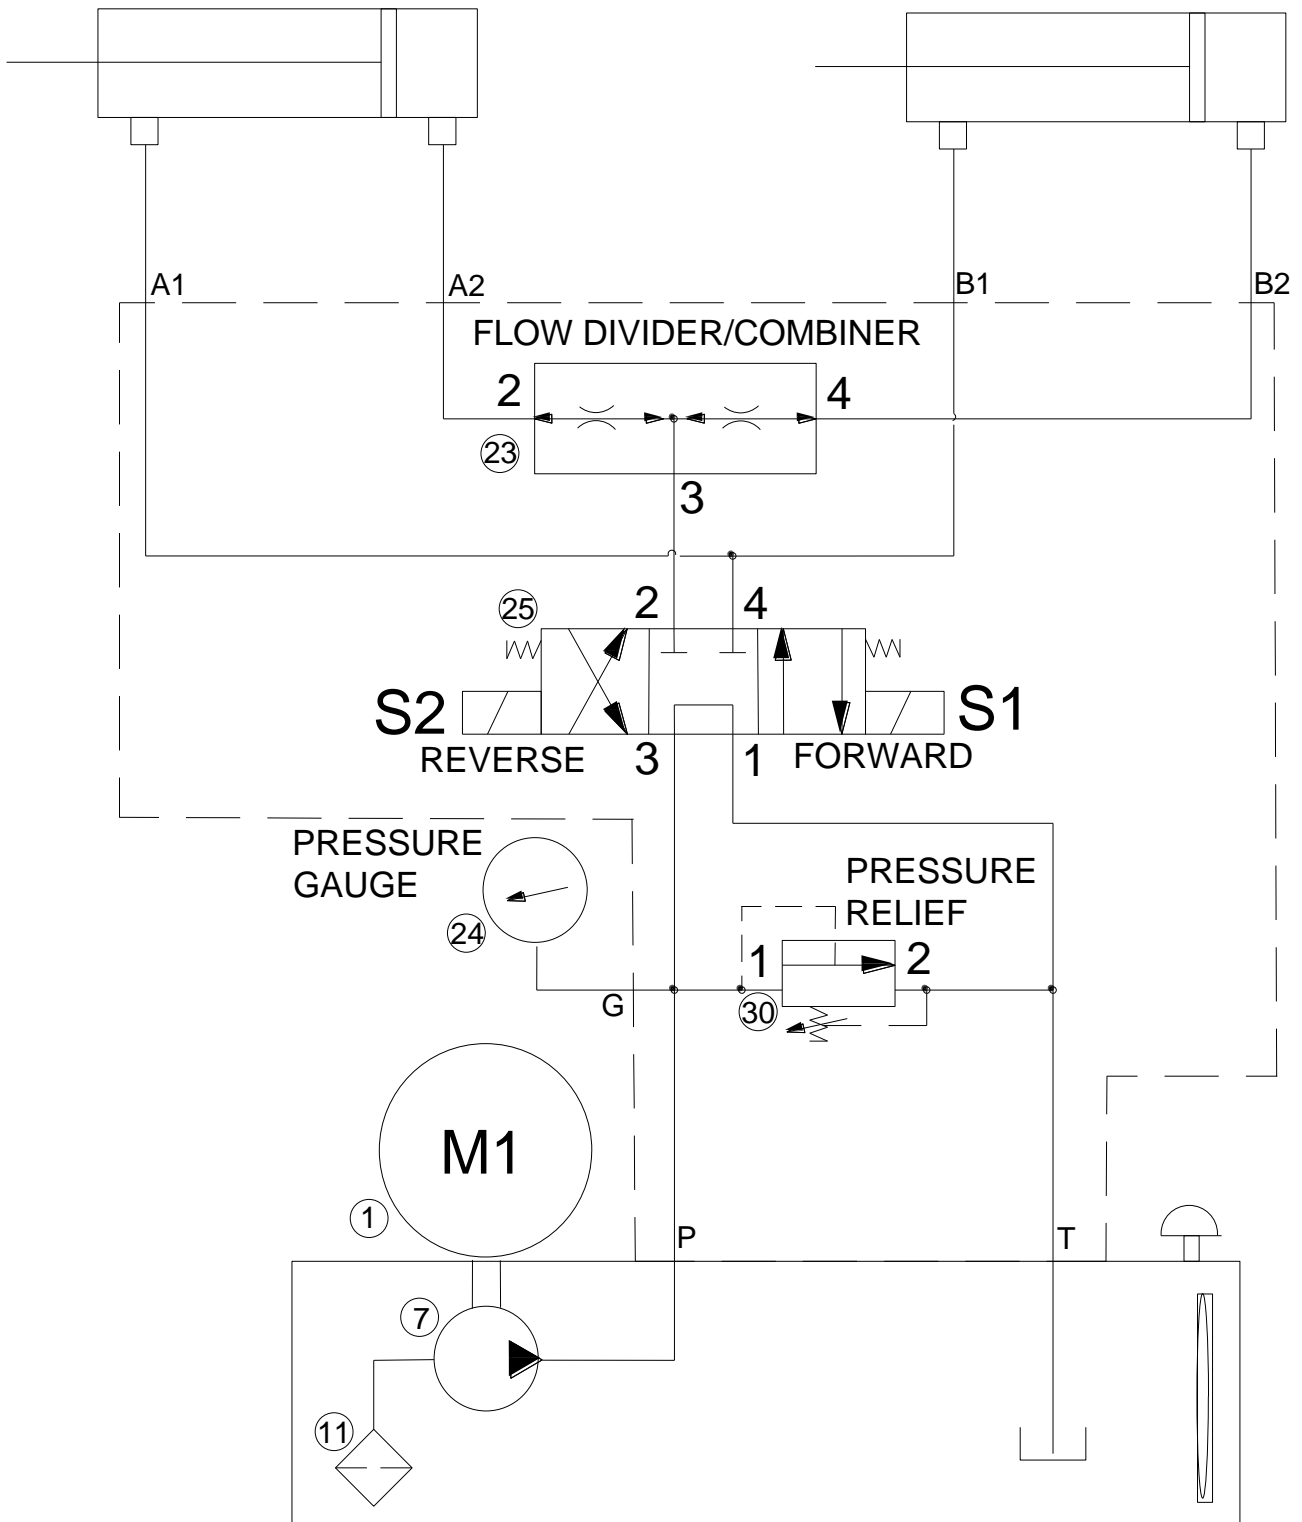 A1
A2
B1
B2
FLOW DIVIDER/COMBINER
2
4
23
3
25
2
4
S2
S1
REVERSE
3
1
FORWARD
PRESSURE
GAUGE
PRESSURE
RELIEF
24
1
2
G
30
M1
1
P
T
7
11